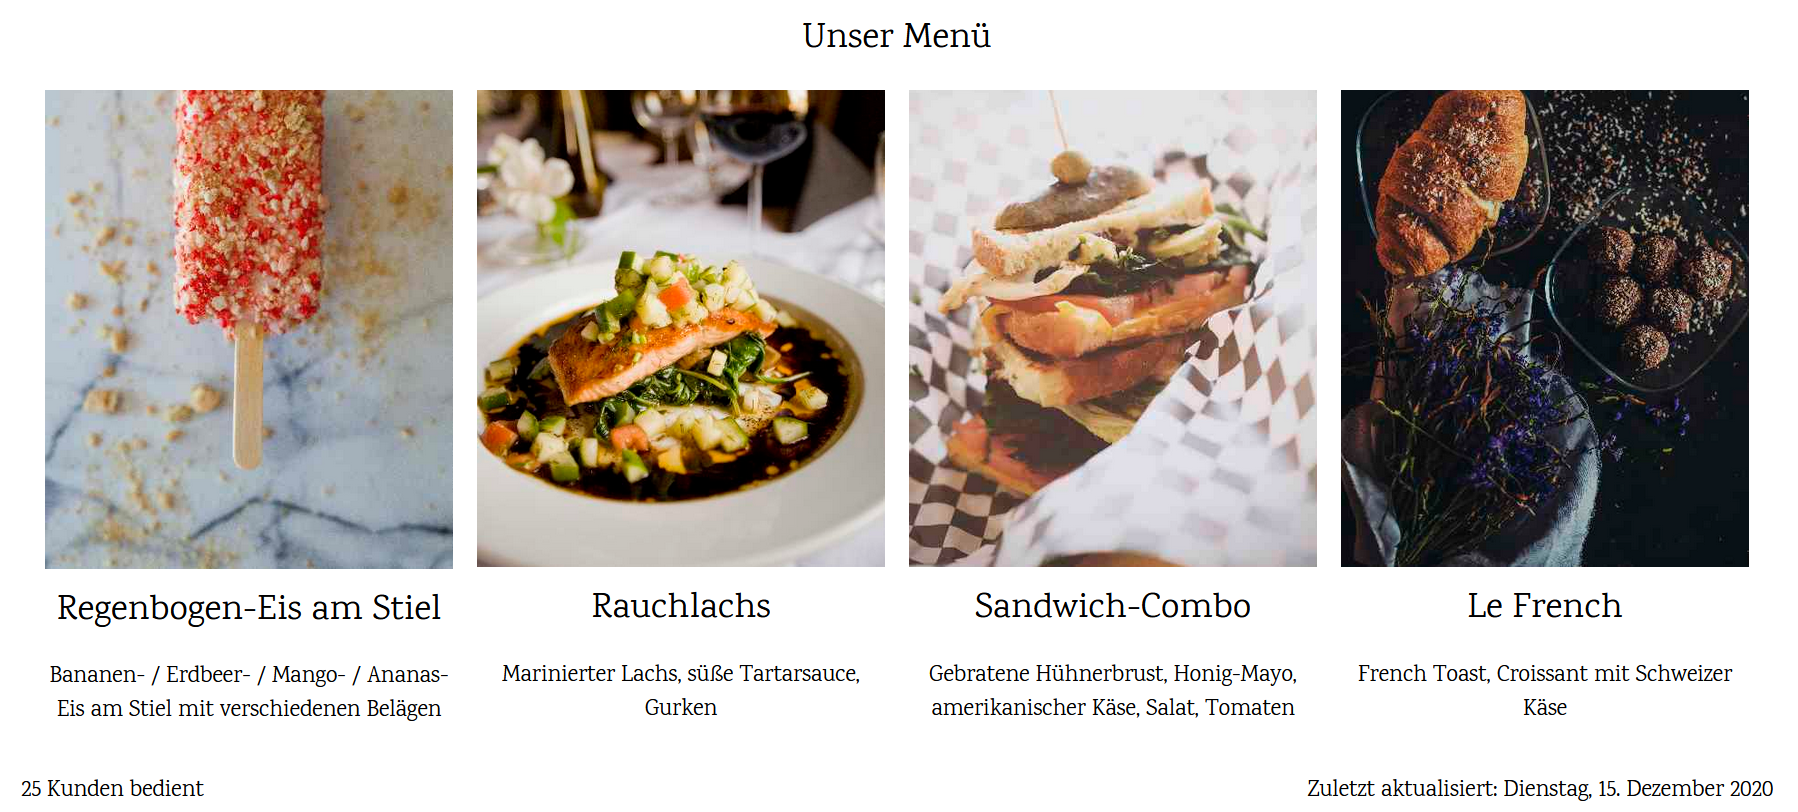 Unser Menü
Regenbogen-Eis am Stiel
Bananen- / Erdbeer- / Mango- / Ananas-
Eis am Stiel mit verschiedenen Belägen
Rauchlachs
Marinierter Lachs, süße Tartarsauce,
Gurken
Sandwich-Combo
Gebratene Hühnerbrust, Honig-Mayo,
amerikanischer Käse, Salat, Tomaten
Le French
French Toast, Croissant mit Schweizer
Käse
25 Kunden bedient
Zuletzt aktualisiert: Dienstag, 15. Dezember 2020